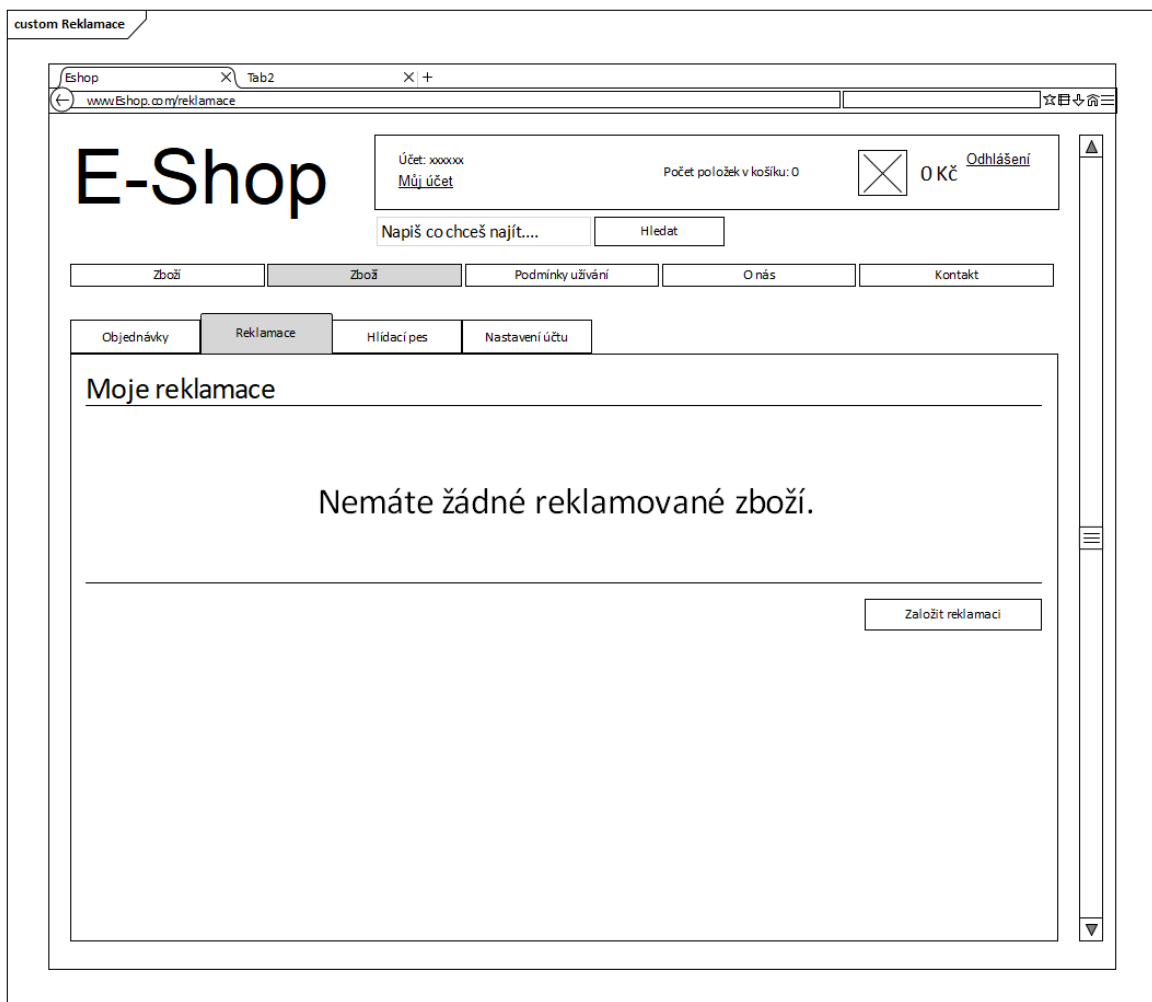 custom Reklamace
Eshop Tab2
www.Eshop.com/reklamace
E-Shop
Účet: xxxxxx
Můj účet
Počet položek v košíku: 0
0 Kč
Odhlášení
Napiš co chceš najít....
Hledat
Zboží Zboží Podmínky užívání O nás Kontakt
Objednávky Reklamace Hlídací pes Nastavení účtu
Moje reklamace
Nemáte žádné reklamované zboží.
Založit reklamaci